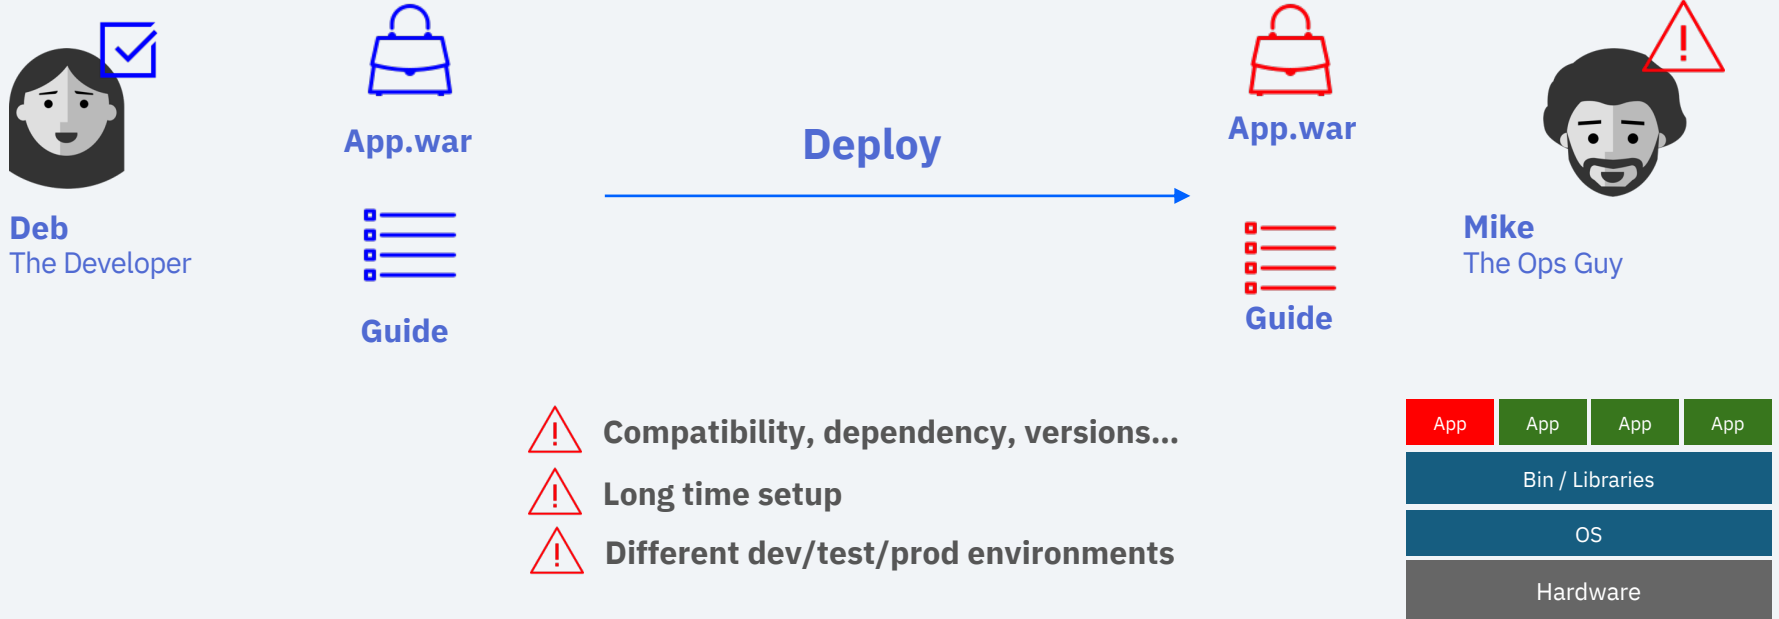 App.war
Deploy
App.war
Deb
The Developer
Guide
Guide
Mike
The Ops Guy
Compatibility, dependency, versions...
Long time setup
Different dev/test/prod environments
App
App
App
App
Bin / Libraries
OS
Hardware